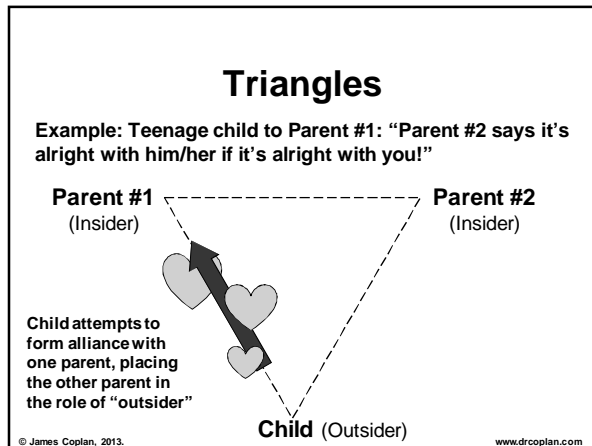 Triangles
Example: Teenage child to Parent #1: “Parent #2 says it’s
alright with him/her if it’s alright with you!”
Parent #1
(Insider)
Parent #2
(Insider)
Child attempts to
form alliance with
one parent, placing
the other parent in
the role of “outsider”
Child (Outsider)
© James Coplan, 2013.
www.drcoplan.com